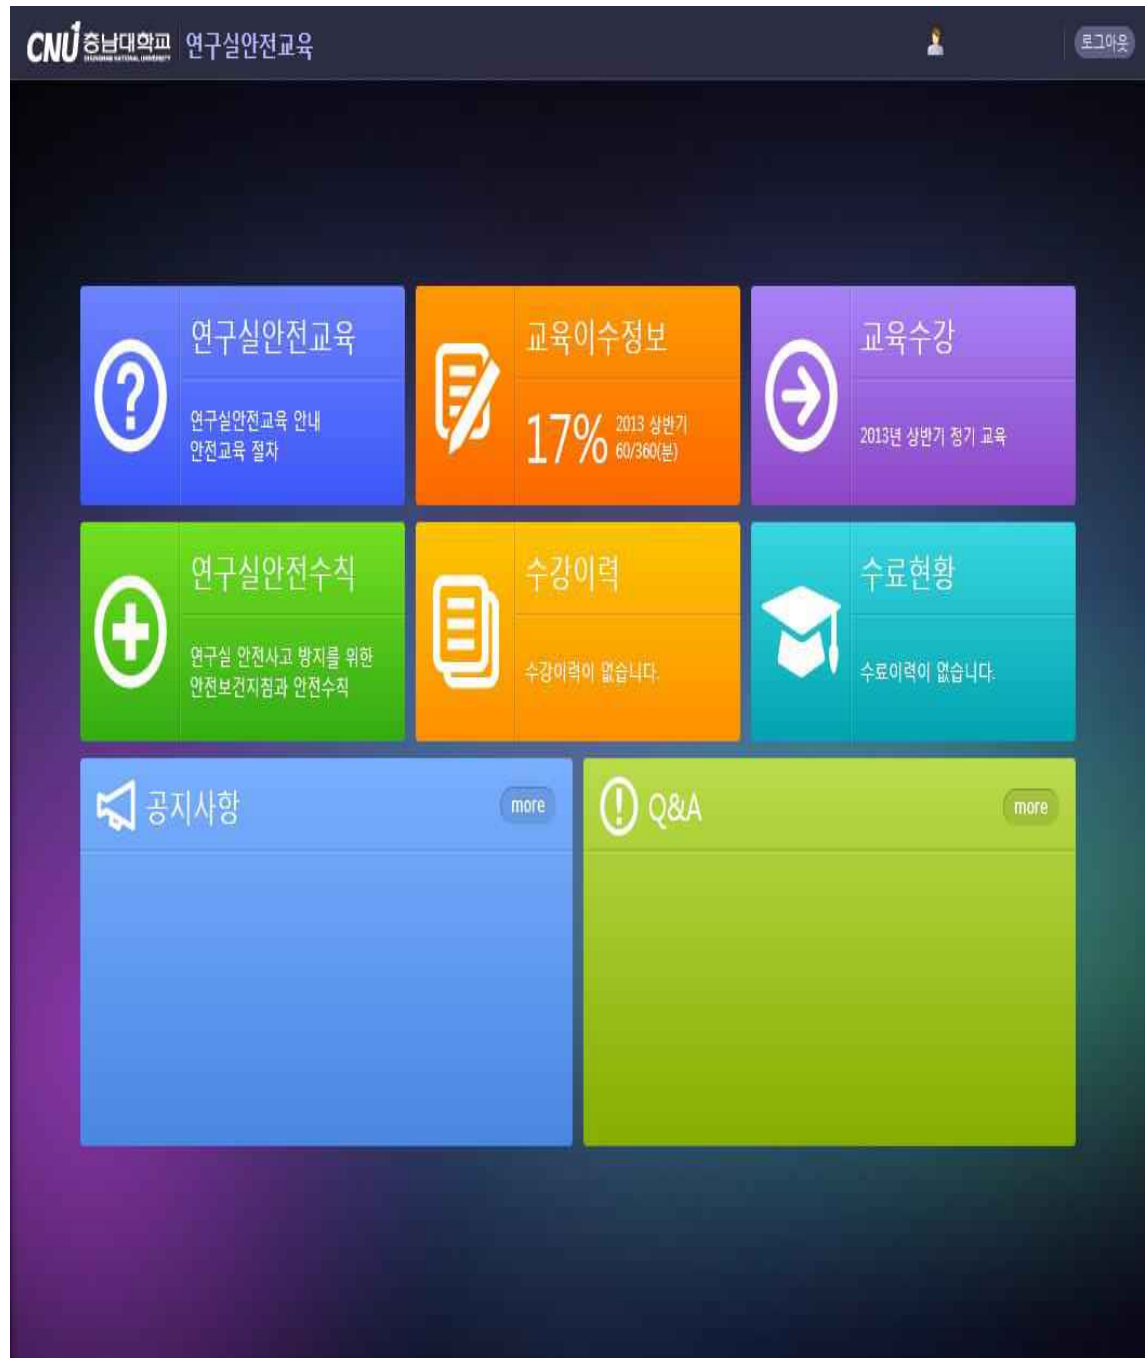 CNU 충남대학교 연구실안전교육
CHUNGNAM NATIONAL UNIVERSITY
로그아웃
연구실안전교육
연구실안전교육 안내
안전교육 절차
교육이수정보
17% 2013 상반기
60/360(분)
교육수강
2013년 상반기 정기 교육
연구실안전수칙
연구실 안전사고 방지를 위한
안전보건지침과 안전수칙
수강이력
수강이력이 없습니다.
수료현황
수료이력이 없습니다.
공지사항 more
Q&A more